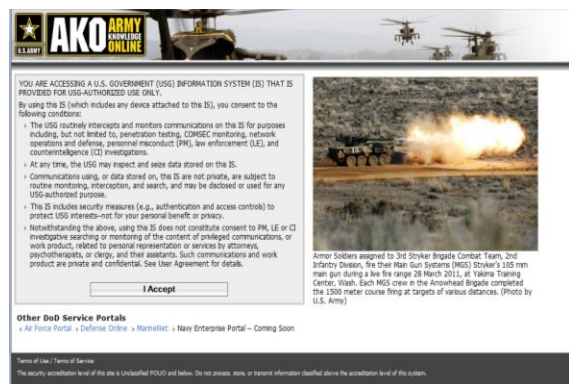 U.S.ARMY
AKO ARMY KNOWLEDGE ONLINE
YOU ARE ACCESSING A U.S. GOVERNMENT (USG) INFORMATION SYSTEM (IS) THAT IS
PROVIDED FOR USG-AUTHORIZED USE ONLY.
By using this IS (which includes any device attached to this IS), you consent to the
following conditions:
› The USG routinely intercepts and monitors communications on this IS for purposes
including, but not limited to, penetration testing, COMSEC monitoring, network
operations and defense, personnel misconduct (PM), law enforcement (LE), and
counterintelligence (CI) investigations.
› At any time, the USG may inspect and seize data stored on this IS.
› Communications using, or data stored on, this IS are not private, are subject to
routine monitoring, interception, and search, and may be disclosed or used for any
USG-authorized purpose.
› This IS includes security measures (e.g., authentication and access controls) to
protect USG interests--not for your personal benefit or privacy.
› Notwithstanding the above, using this IS does not constitute consent to PM, LE or CI
investigative searching or monitoring of the content of privileged communications, or
work product, related to personal representation or services by attorneys,
psychotherapists, or clergy, and their assistants. Such communications and work
product are private and confidential. See User Agreement for details.
I Accept
Armor Soldiers assigned to 3rd Stryker Brigade Combat Team, 2nd
Infantry Division, fire their Main Gun Systems (MGS) Stryker's 105 mm
main gun during a live fire range 28 March 2011, at Yakima Training
Center, Wash. Each MGS crew in the Arrowhead Brigade completed
the 1500 meter course firing at targets of various distances. (Photo by
U.S. Army)
Other DoD Service Portals
› Air Force Portal › Defense Online › MarineNet › Navy Enterprise Portal – Coming Soon
Terms of Use / Terms of Service
The security accreditation level of this site is Unclassified FOUO and below. Do not process, store, or transmit information classified above the accreditation level of this system.